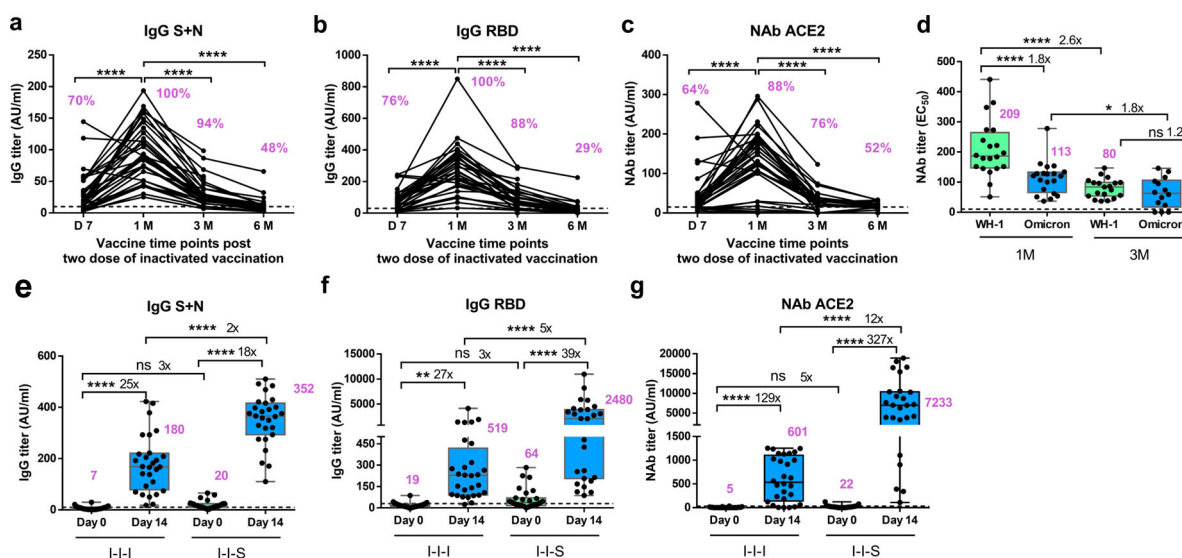 a
IgG S+N
IgG titer (AU/ml)
250
200
150
100
50
0
**** **** ****
70% 100% 94% 48%
D 7 1 M 3 M 6 M
Vaccine time points post
two dose of inactivated vaccination
b
IgG RBD
IgG titer (AU/ml)
1000
800
600
400
200
0
**** **** ****
76% 100% 88% 29%
D 7 1 M 3 M 6 M
Vaccine time points post
two dose of inactivated vaccination
c
NAb ACE2
NAb titer (AU/ml)
400
300
200
100
0
**** **** ****
64% 88% 76% 52%
D 7 1 M 3 M 6 M
Vaccine time points post
two dose of inactivated vaccination
d
NAb titer (EC50)
500
400
300
200
100
0
**** 2.6x
**** 1.8x
* 1.8x
ns 1.2
209 113 80
WH-1 Omicron WH-1 Omicron
1M 3M
e
IgG S+N
IgG titer (AU/ml)
600
400
200
0
**** 2x
ns 3x **** 18x
**** 25x
7 180 20 352
Day 0 Day 14 Day 0 Day 14
I-I-I I-I-S
f
IgG RBD
IgG titer (AU/ml)
15000
10000
5000
450
300
150
0
**** 5x
ns 3x **** 39x
** 27x
19 519 64 2480
Day 0 Day 14 Day 0 Day 14
I-I-I I-I-S
g
NAb ACE2
NAb titer (AU/ml)
20000
15000
10000
5000
1500
1000
500
0
**** 12x
**** 327x
ns 5x
**** 129x
5 601 22 7233
Day 0 Day 14 Day 0 Day 14
I-I-I I-I-S